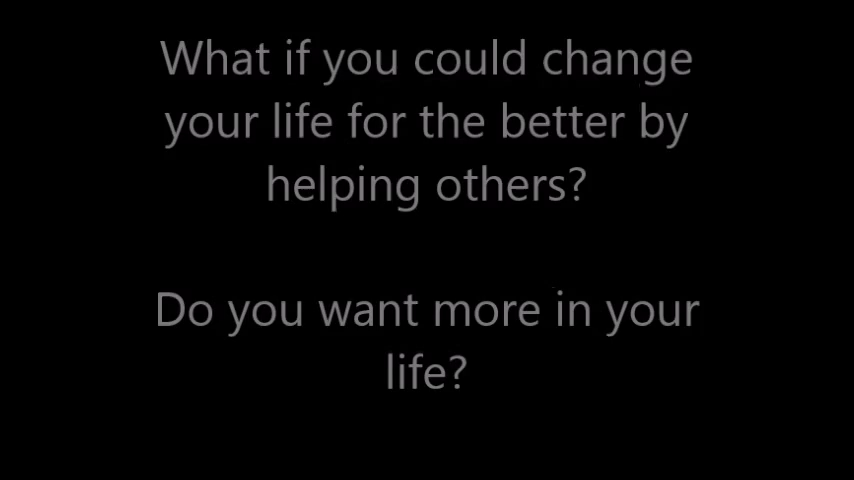 What if you could change
your life for the better by
helping others?
Do you want more in your
life?